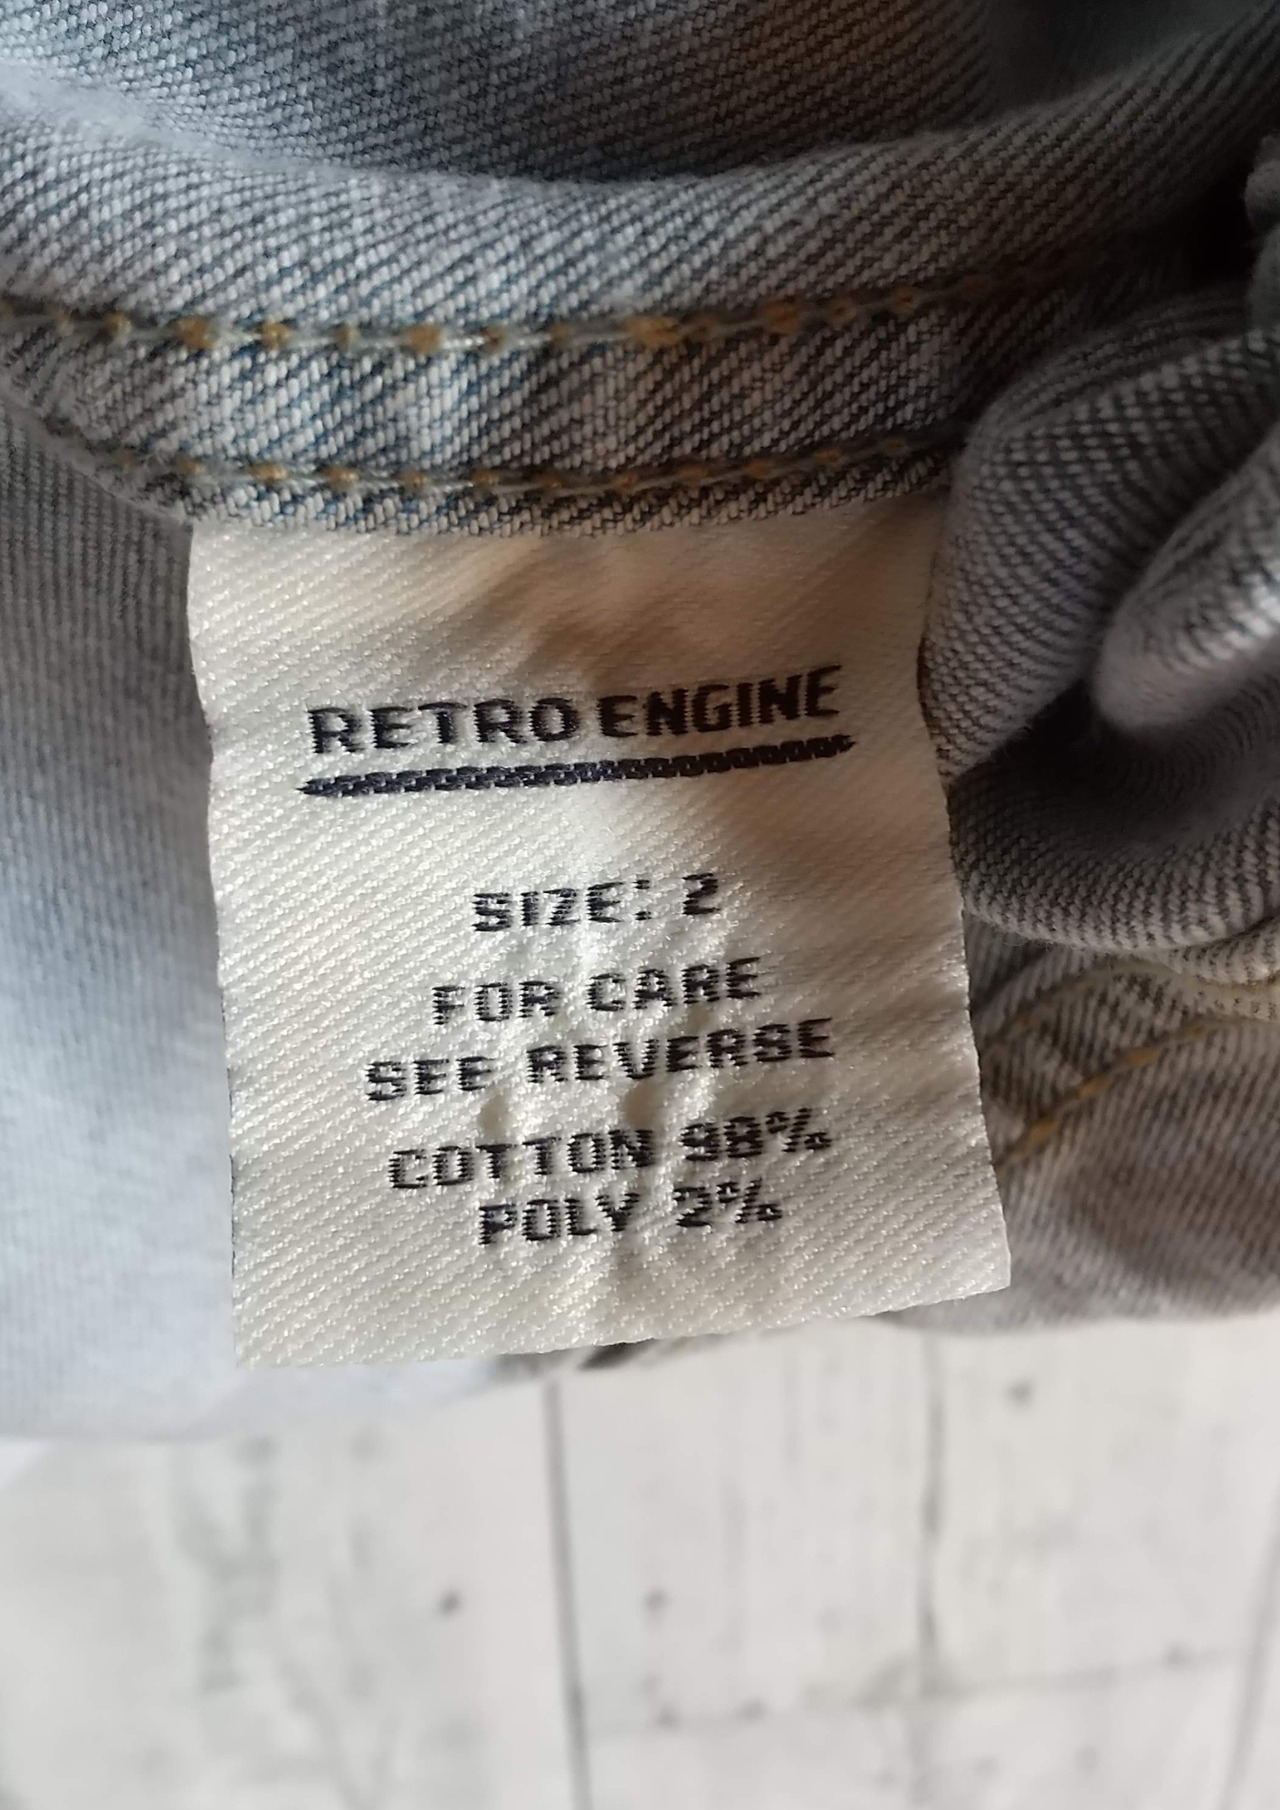 RETRO ENGINE
SIZE: 2
FOR CARE
SEE REVERSE
COTTON 98%
POLY 2%